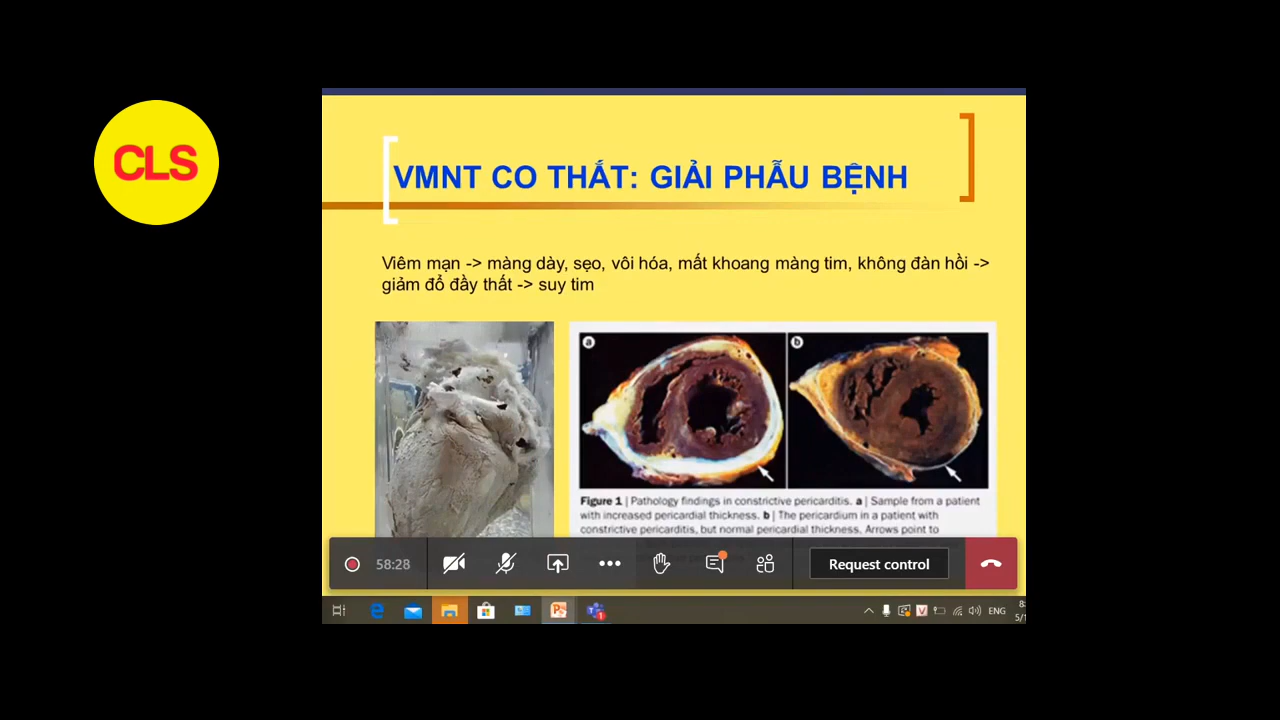 CLS
VMNT CO THẮT: GIẢI PHẪU BỆNH
Viêm mạn -> màng dày, sẹo, vôi hóa, mất khoang màng tim, không đàn hồi ->
giảm đổ đầy thất -> suy tim
a
b
Figure 1 | Pathology findings in constrictive pericarditis. a | Sample from a patient
with increased pericardial thickness. b | The pericardium in a patient with
constrictive pericarditis, but normal pericardial thickness. Arrows point to
58:28
Request control
ENG